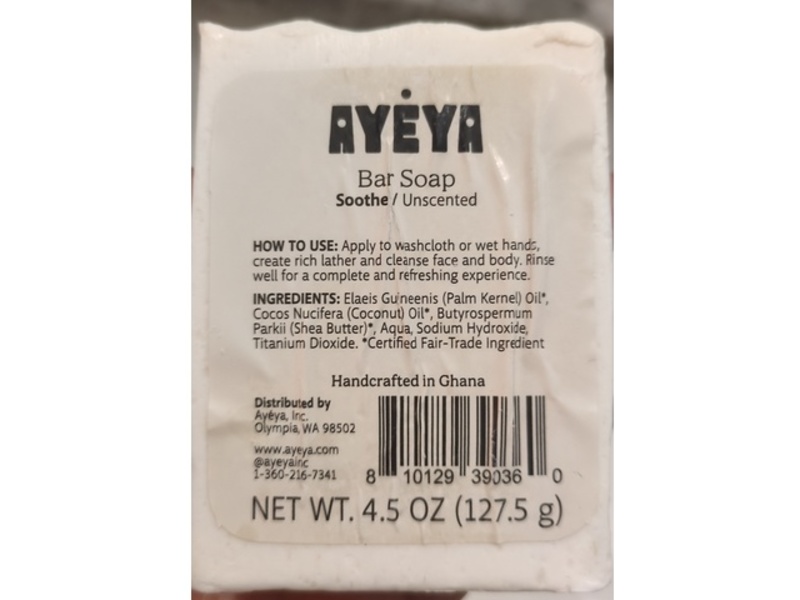 AYĖYA
Bar Soap
Soothe / Unscented
HOW TO USE: Apply to washcloth or wet hands,
create rich lather and cleanse face and body. Rinse
well for a complete and refreshing experience.
INGREDIENTS: Elaeis Guineenis (Palm Kernel) Oil*,
Cocos Nucifera (Coconut) Oil*, Butyrospermum
Parkii (Shea Butter)*, Aqua, Sodium Hydroxide,
Titanium Dioxide. *Certified Fair-Trade Ingredient
Handcrafted in Ghana
Distributed by
Ayéya, Inc.
Olympia, WA 98502
www.ayeya.com
@ayeyainc
1-360-216-7341
8 10129 39036 0
NET WT. 4.5 OZ (127.5 g)